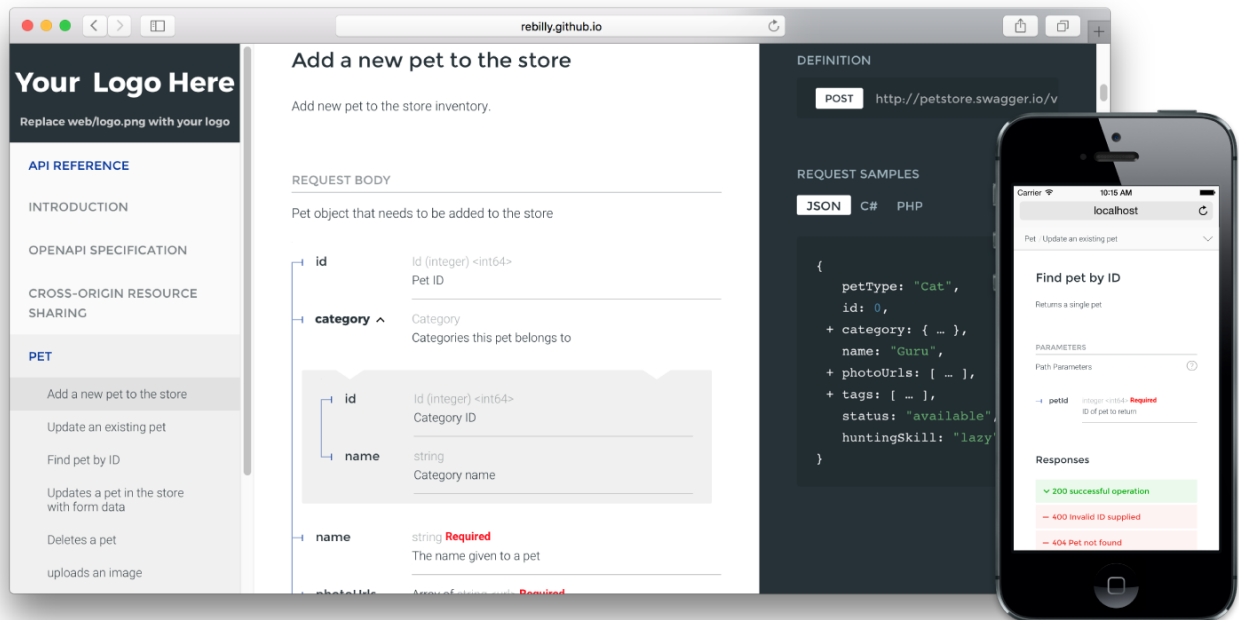 rebilly.github.io
Your Logo Here
Replace web/logo.png with your logo
API REFERENCE
INTRODUCTION
OPENAPI SPECIFICATION
CROSS-ORIGIN RESOURCE
SHARING
PET
Add a new pet to the store
Update an existing pet
Find pet by ID
Updates a pet in the store
with form data
Deletes a pet
uploads an image
Add a new pet to the store
Add new pet to the store inventory.
REQUEST BODY
Pet object that needs to be added to the store
id Id (integer) <int64>
Pet ID
category Category
Categories this pet belongs to
id Id (integer) <int64>
Category ID
name string
Category name
name string Required
The name given to a pet
photoUrls Array of string <url> Required
DEFINITION
POST http://petstore.swagger.io/v
REQUEST SAMPLES
JSON C# PHP
{
petType: "Cat",
id: 0,
+ category: { … },
name: "Guru",
+ photoUrls: [ … ],
+ tags: [ … ],
status: "available",
huntingSkill: "lazy"
}
Carrier 10:15 AM
localhost
Pet / Update an existing pet
Find pet by ID
Returns a single pet
PARAMETERS
Path Parameters ?
petId integer <int64> Required
ID of pet to return
Responses
200 successful operation
– 400 Invalid ID supplied
– 404 Pet not found